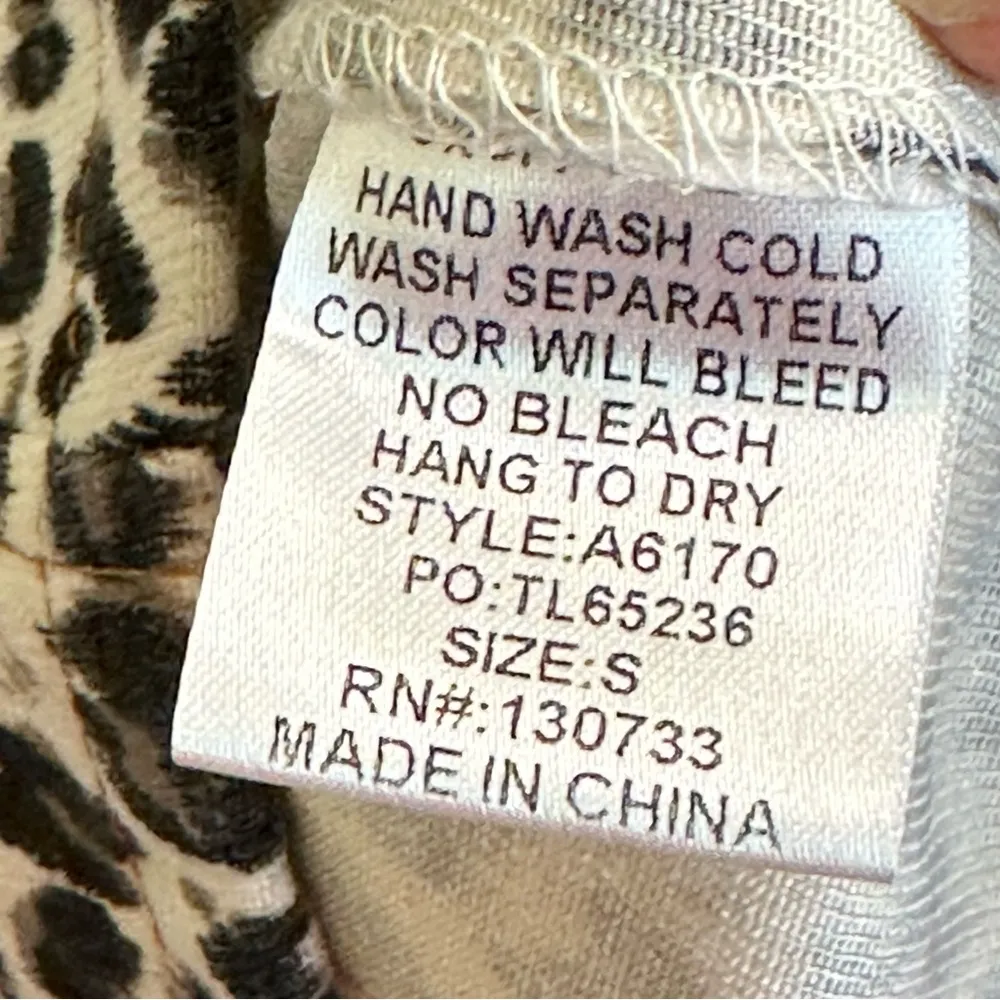 HAND WASH COLD
WASH SEPARATELY
COLOR WILL BLEED
NO BLEACH
HANG TO DRY
STYLE:A6170
PO:TL65236
SIZE:S
RN#:130733
MADE IN CHINA